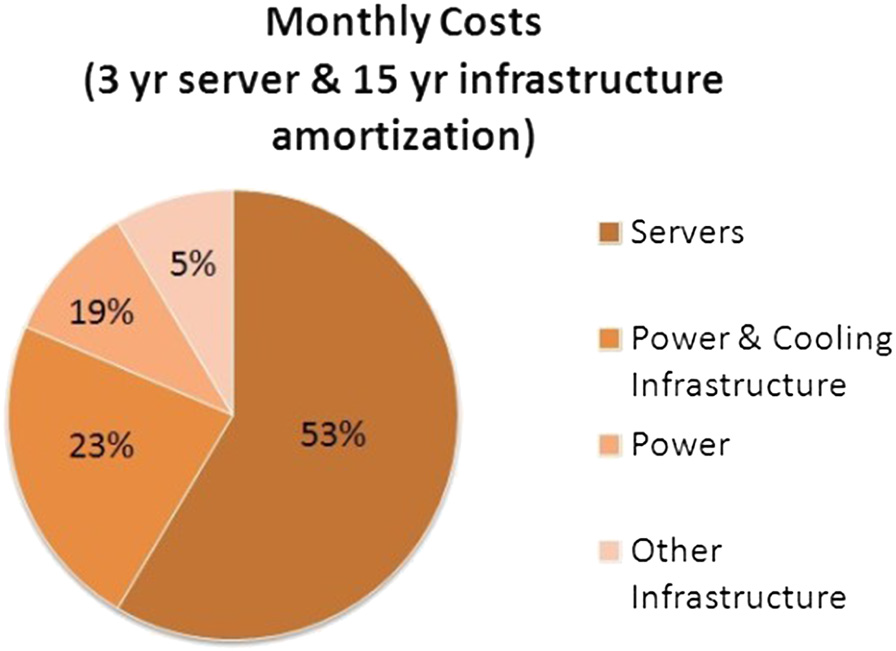 Monthly Costs
(3 yr server & 15 yr infrastructure
amortization)
5%
19%
23%
53%
Servers
Power & Cooling
Infrastructure
Power
Other
Infrastructure